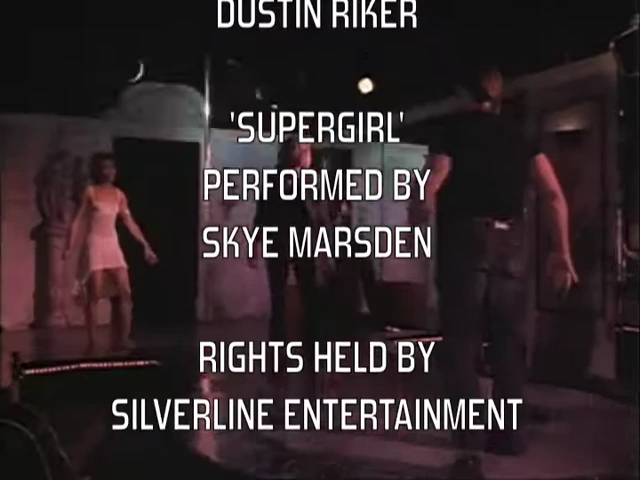 DUSTIN RIKER
'SUPERGIRL'
PERFORMED BY
SKYE MARSDEN
RIGHTS HELD BY
SILVERLINE ENTERTAINMENT